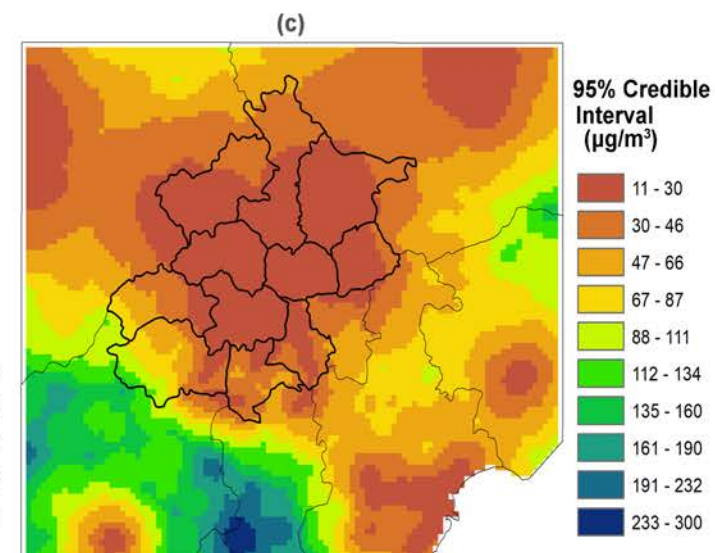 (c)
95% Credible
Interval
(μg/m³)
11 - 30
30 - 46
47 - 66
67 - 87
88 - 111
112 - 134
135 - 160
161 - 190
191 - 232
233 - 300